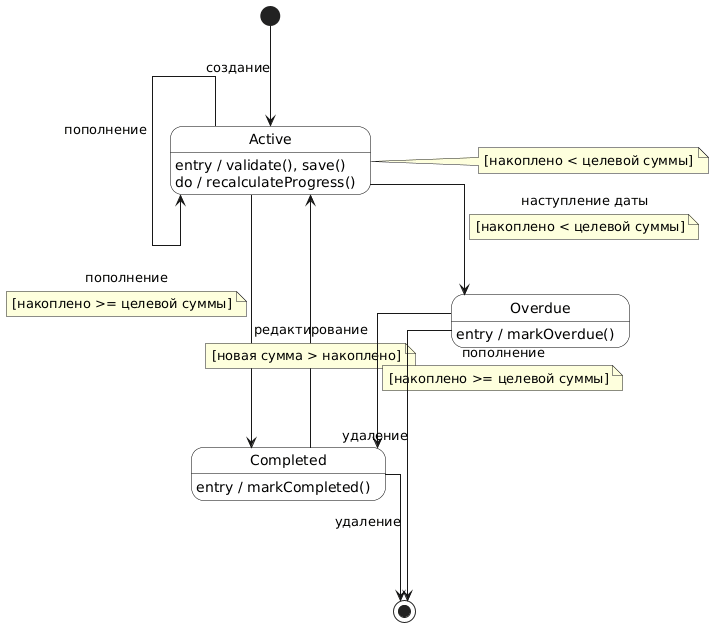 создание
пополнение
Active
entry / validate(), save()
do / recalculateProgress()
[накоплено < целевой суммы]
наступление даты
[накоплено < целевой суммы]
пополнение
[накоплено >= целевой суммы]
Overdue
entry / markOverdue()
редактирование
[новая сумма > накоплено]
пополнение
[накоплено >= целевой суммы]
удаление
Completed
entry / markCompleted()
удаление